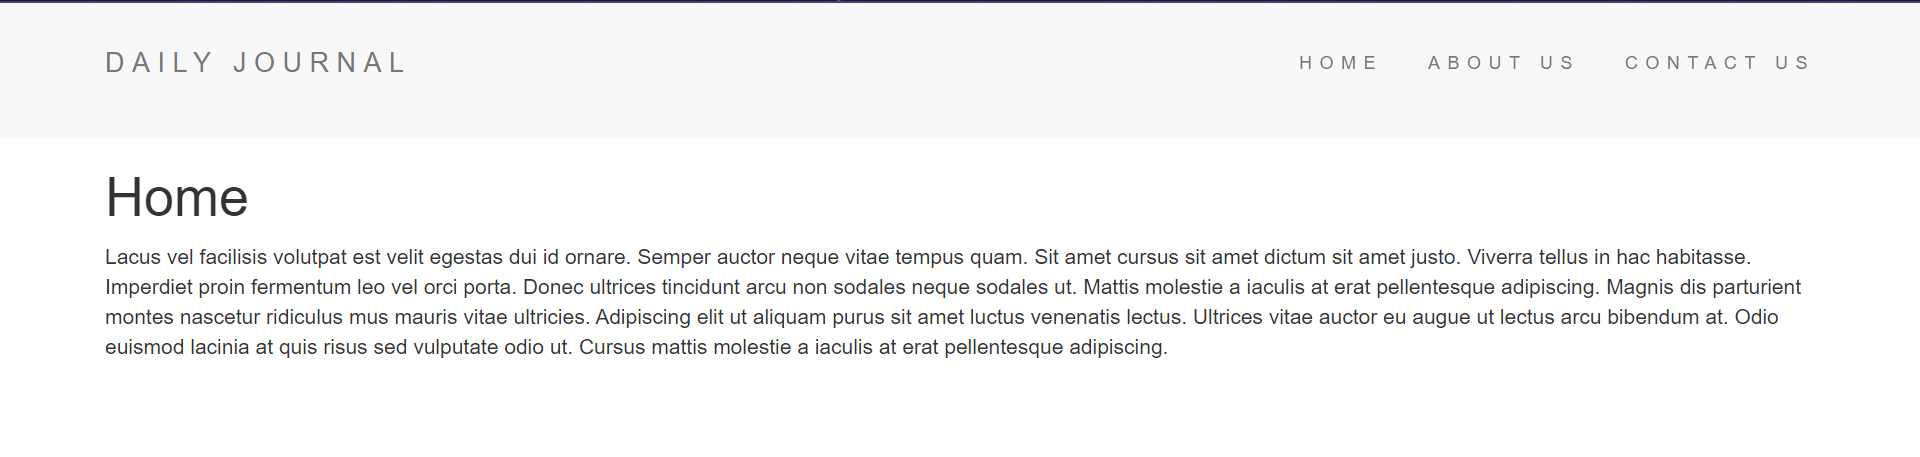 DAILY JOURNAL
HOME ABOUT US CONTACT US
Home
Lacus vel facilisis volutpat est velit egestas dui id ornare. Semper auctor neque vitae tempus quam. Sit amet cursus sit amet dictum sit amet justo. Viverra tellus in hac habitasse.
Imperdiet proin fermentum leo vel orci porta. Donec ultrices tincidunt arcu non sodales neque sodales ut. Mattis molestie a iaculis at erat pellentesque adipiscing. Magnis dis parturient
montes nascetur ridiculus mus mauris vitae ultricies. Adipiscing elit ut aliquam purus sit amet luctus venenatis lectus. Ultrices vitae auctor eu augue ut lectus arcu bibendum at. Odio
euismod lacinia at quis risus sed vulputate odio ut. Cursus mattis molestie a iaculis at erat pellentesque adipiscing.